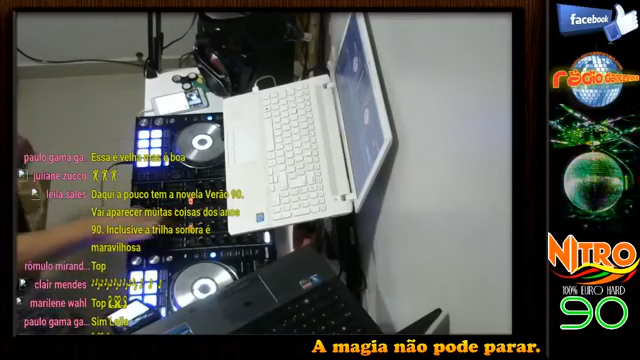 facebook
paulo gama ga... Essa é velha mas é boa
juliane zucco
leila sales Daqui a pouco tem a novela Verão 90.
Vai aparecer muitas coisas dos anos
90. Inclusive a trilha sonora é
maravilhosa
rômulo mirand... Top
clair mendes
marilene wahl Top
paulo gama ga... Sim Leila
NITRO
100% EURO HARD
90
A magia não pode parar.